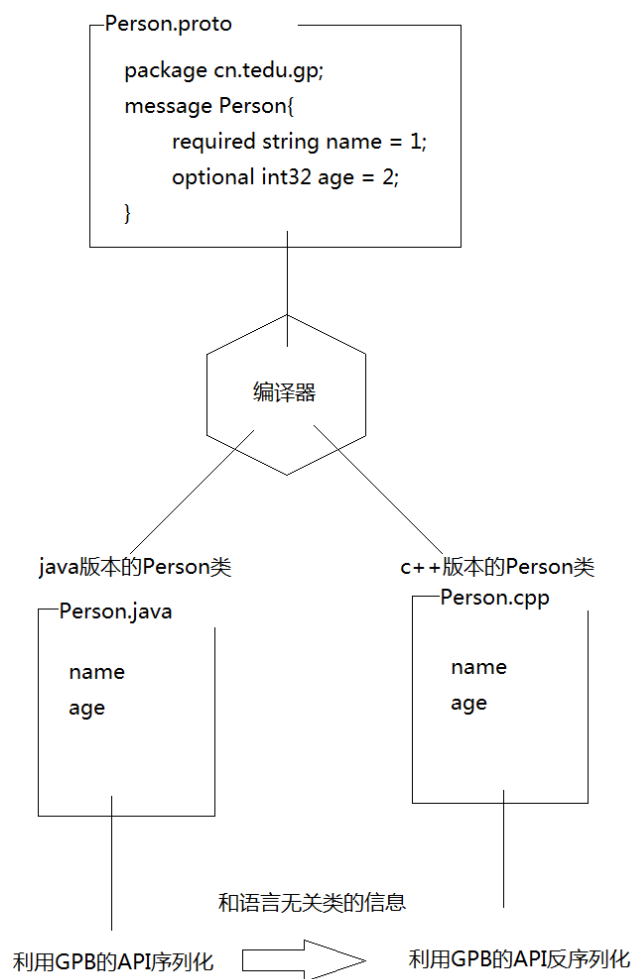 Person.proto
package cn.tedu.gp;
message Person{
required string name = 1;
optional int32 age = 2;
}
编译器
java版本的Person类
c++版本的Person类
Person.java
Person.cpp
name
age
name
age
和语言无关类的信息
利用GPB的API序列化
利用GPB的API反序列化